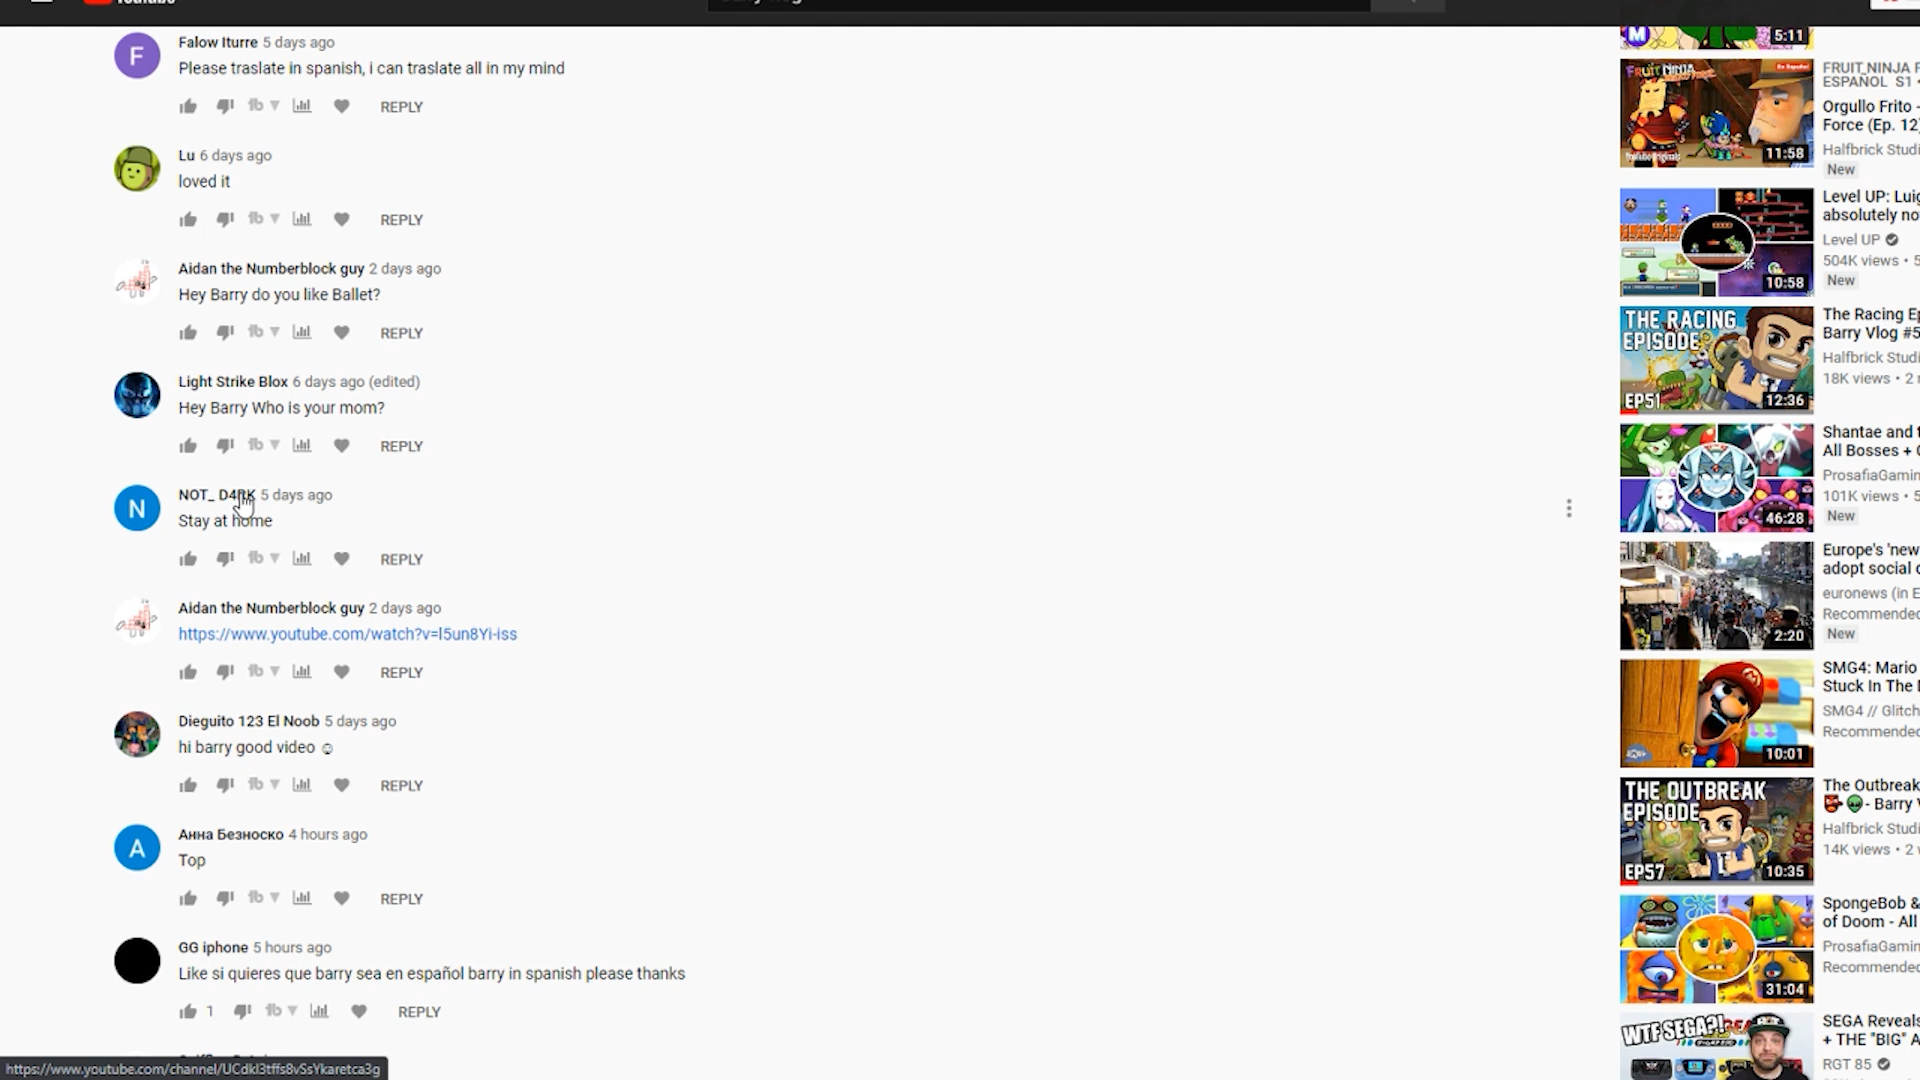 Falow Iturre 5 days ago
Please traslate in spanish, i can traslate all in my mind
REPLY
Lu 6 days ago
loved it
REPLY
Aidan the Numberblock guy 2 days ago
Hey Barry do you like Ballet?
REPLY
Light Strike Blox 6 days ago (edited)
Hey Barry Who is your mom?
REPLY
NOT_ D4RK 5 days ago
Stay at home
REPLY
Aidan the Numberblock guy 2 days ago
https://www.youtube.com/watch?v=l5un8Yi-iss
REPLY
Dieguito 123 El Noob 5 days ago
hi barry good video ☺
REPLY
Анна Безноско 4 hours ago
Top
REPLY
GG iphone 5 hours ago
Like si quieres que barry sea en español barry in spanish please thanks
1 REPLY
https://www.youtube.com/channel/UCdkl3tffs8vSsYkaretca3g
M
5:11
FRUIT NINJA
11:58
FRUIT_NINJA F
ESPAÑOL S1 •
Orgullo Frito -
Force (Ep. 12)
Halfbrick Studi
New
10:58
Level UP: Luig
absolutely no
Level UP
504K views • 5
New
THE RACING
EPISODE
EP51
12:36
The Racing Ep
Barry Vlog #5
Halfbrick Studi
18K views • 2
46:28
Shantae and t
All Bosses + C
ProsafiaGamin
101K views • 5
New
2:20
Europe's 'new
adopt social
euronews (in E
Recommended
New
10:01
SMG4: Mario
Stuck In The
SMG4 // Glitch
Recommended
THE OUTBREAK
EPISODE
EP57
10:35
The Outbreak
- Barry V
Halfbrick Studi
14K views • 2
31:04
SpongeBob &
of Doom - All
ProsafiaGamin
Recommended
WTF SEGA?!
SEGA Reveals
+ THE "BIG" A
RGT 85